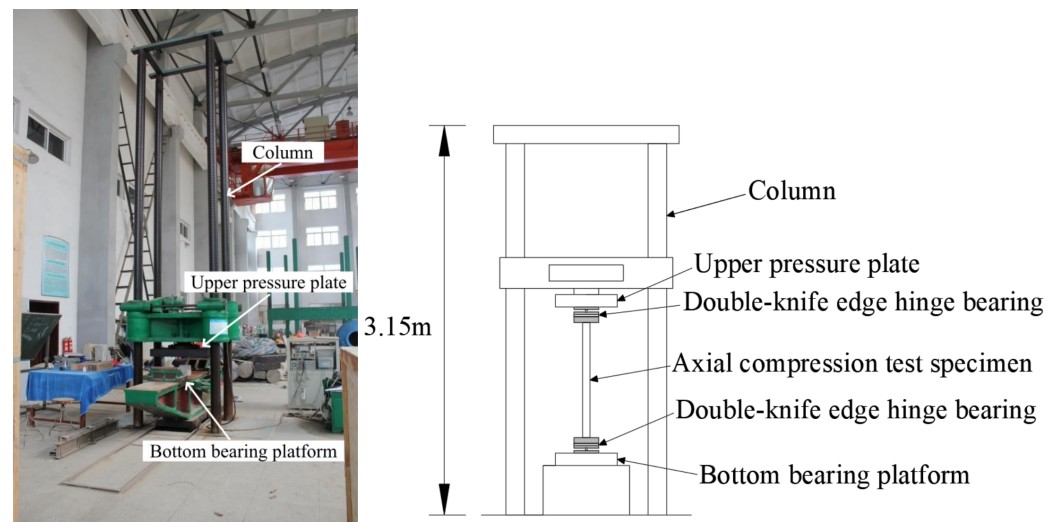 Column
Upper pressure plate
Bottom bearing platform
3.15m
Column
Upper pressure plate
Double-knife edge hinge bearing
Axial compression test specimen
Double-knife edge hinge bearing
Bottom bearing platform